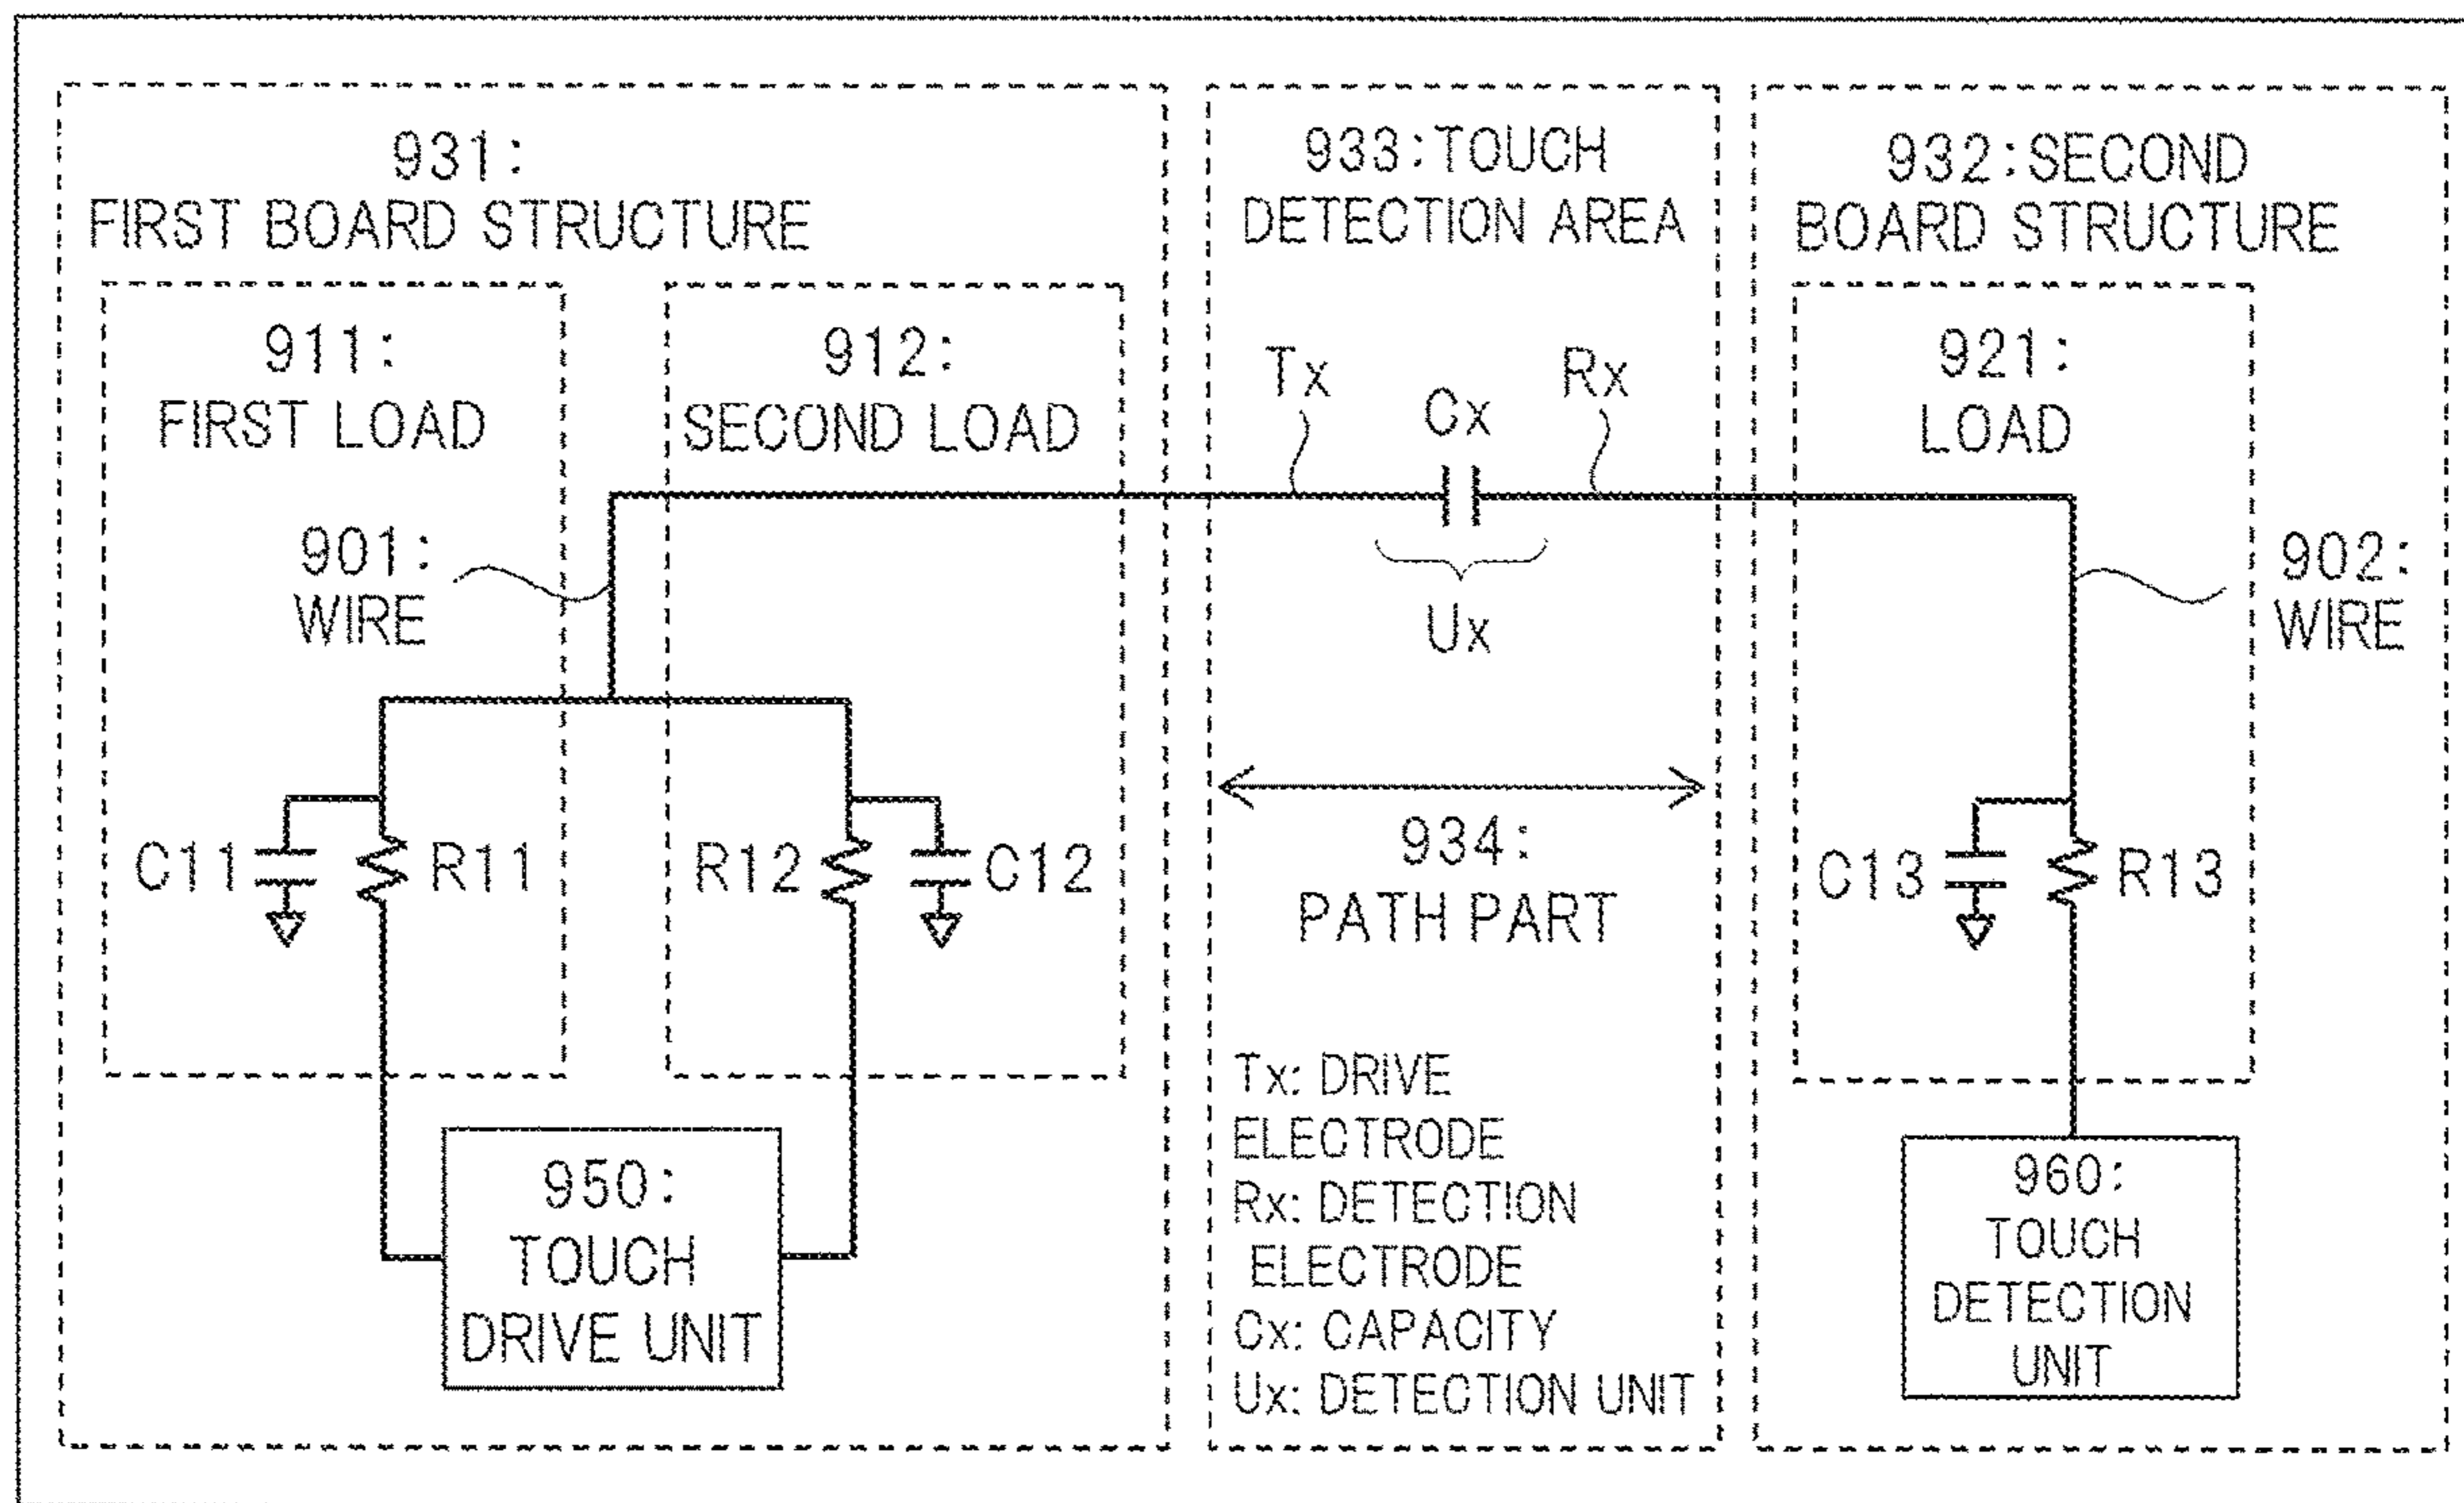 931:
FIRST BOARD STRUCTURE
911:
FIRST LOAD
912:
SECOND LOAD
901:
WIRE
C11
R11
R12
C12
950:
TOUCH
DRIVE UNIT
933:TOUCH
DETECTION AREA
Tx
Cx
Rx
Ux
934:
PATH PART
Tx: DRIVE
ELECTRODE
Rx: DETECTION
ELECTRODE
Cx: CAPACITY
Ux: DETECTION UNIT
932:SECOND
BOARD STRUCTURE
921:
LOAD
902:
WIRE
C13
R13
960:
TOUCH
DETECTION
UNIT